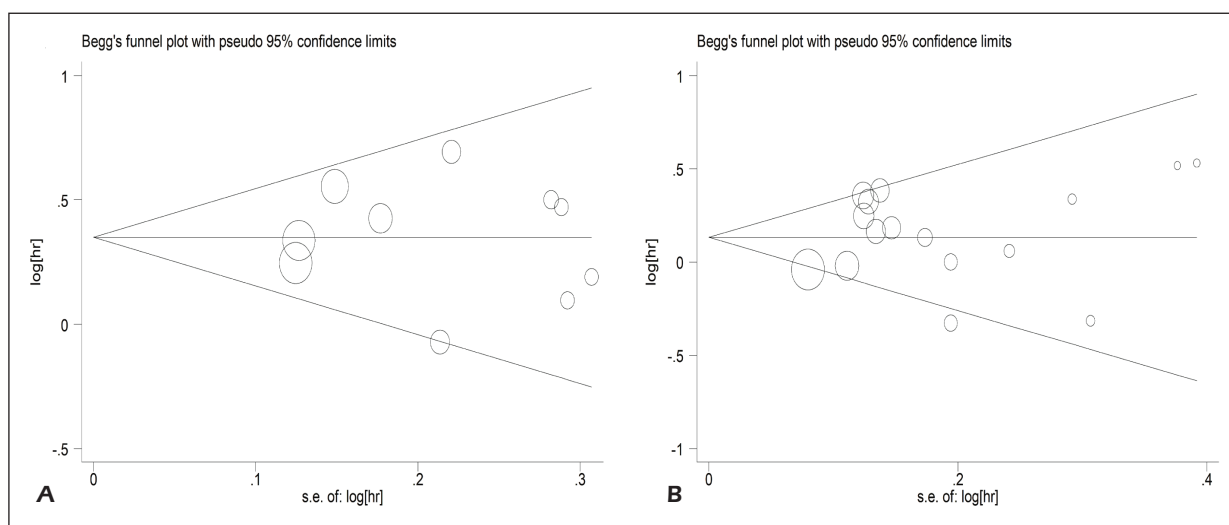 Begg's funnel plot with pseudo 95% confidence limits
1
.5
0
-.5
log[hr]
0
.1
.2
.3
s.e. of: log[hr]
A
Begg's funnel plot with pseudo 95% confidence limits
1
.5
0
-.5
-1
log[hr]
0
.2
.4
s.e. of: log[hr]
B